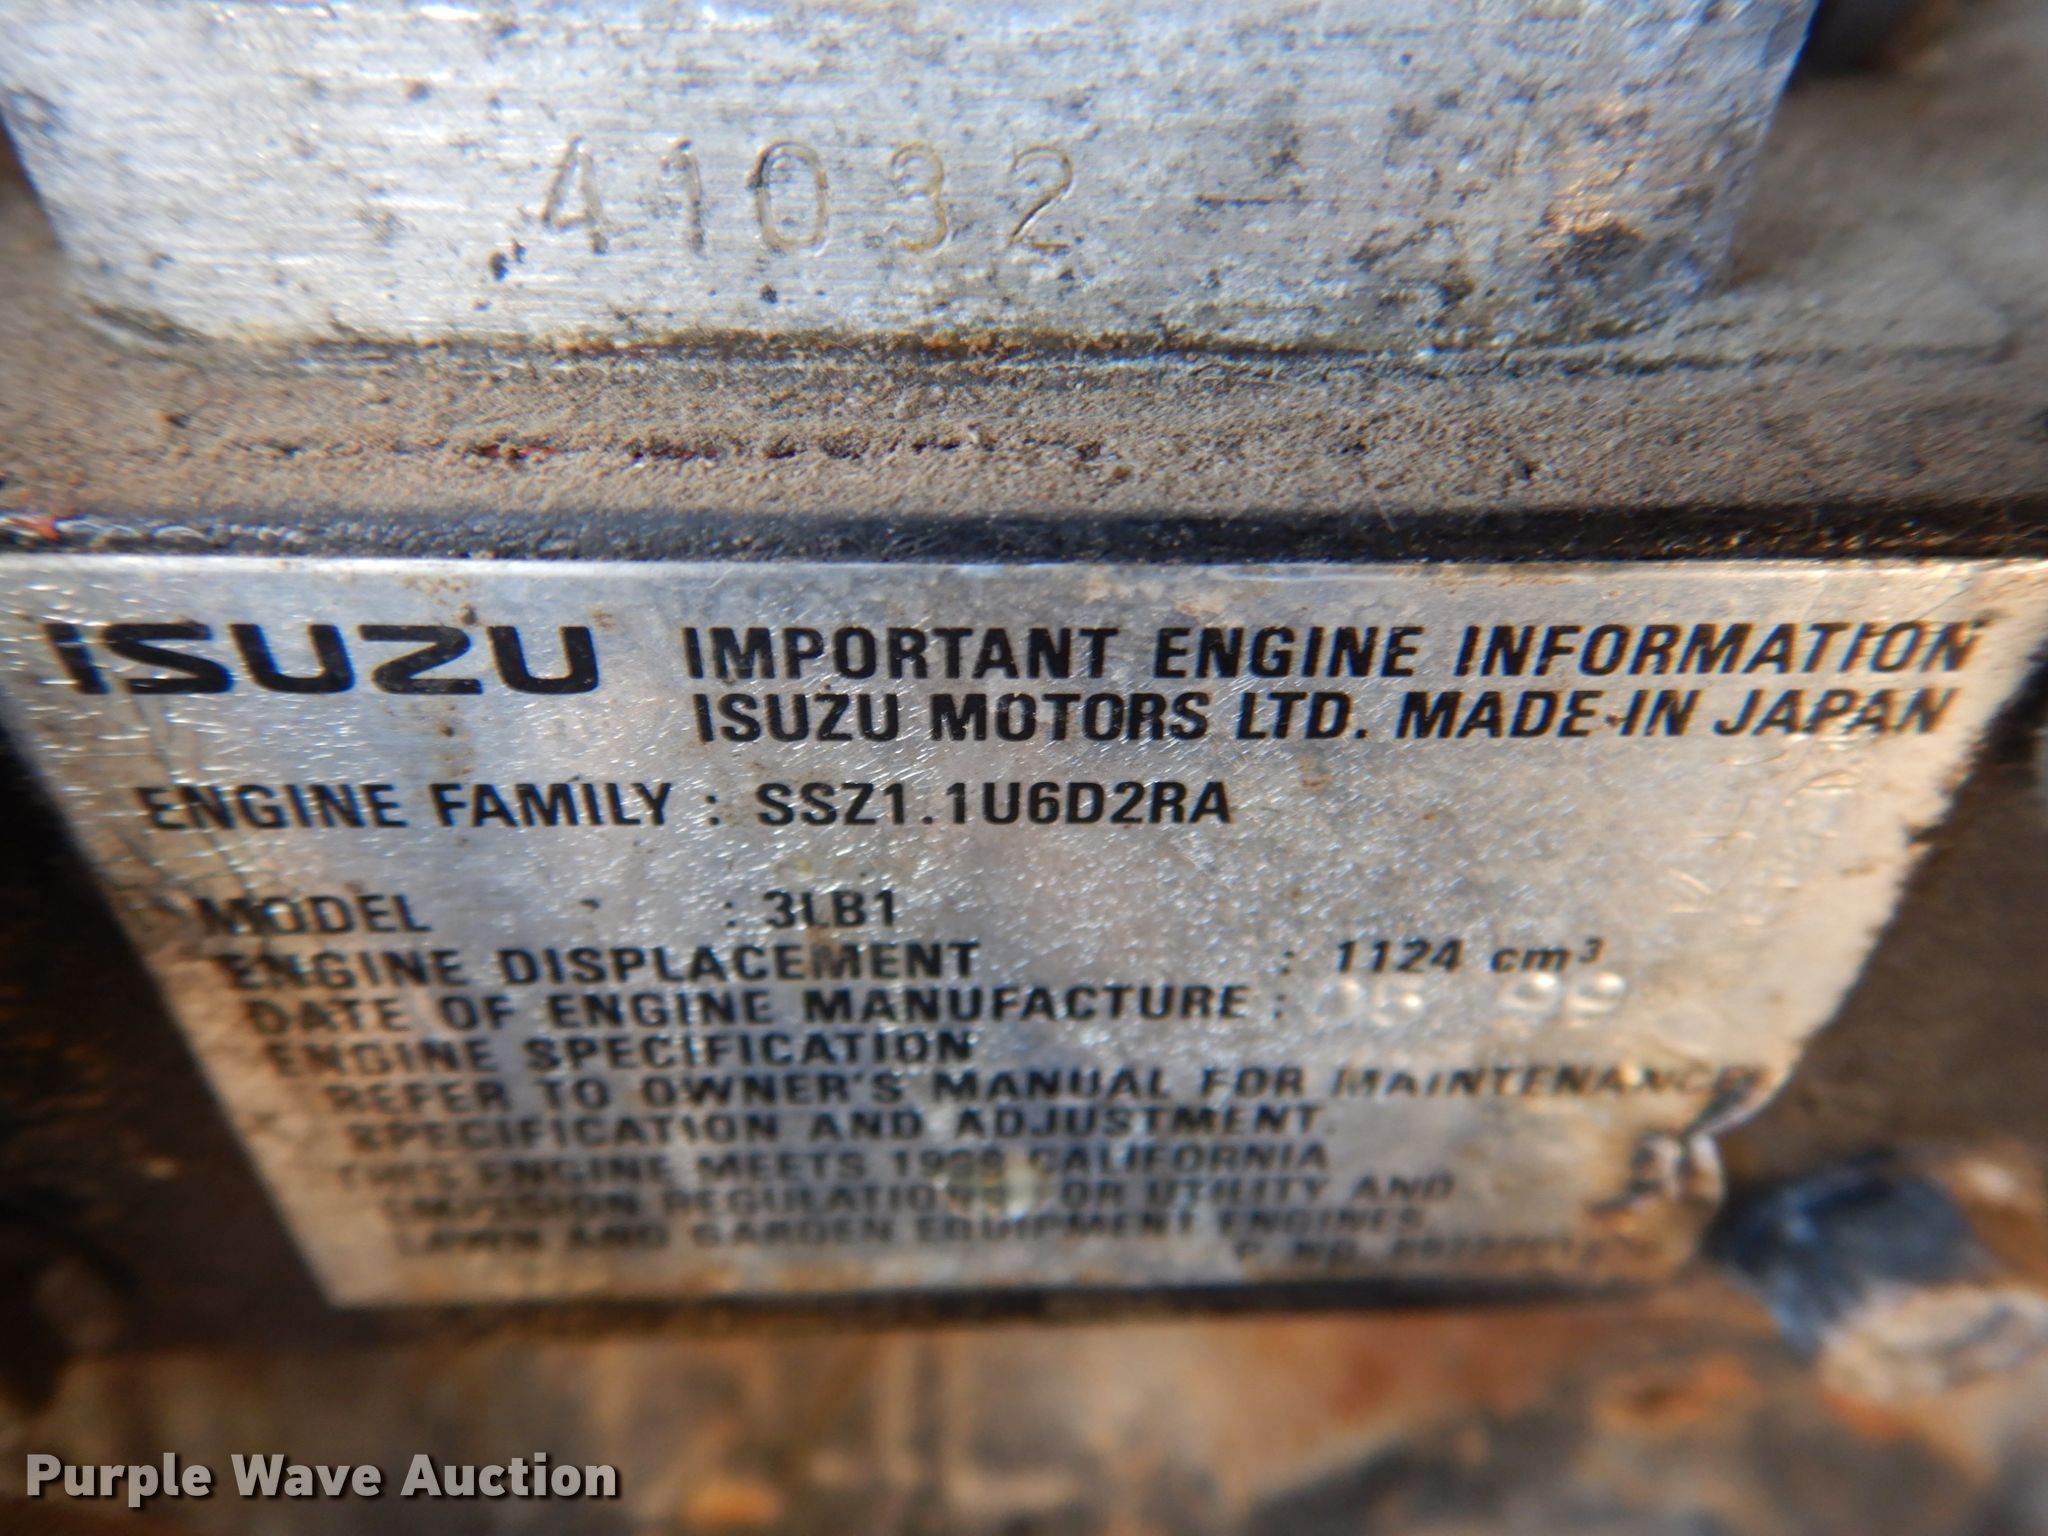 41032
ISUZU IMPORTANT ENGINE INFORMATION
ISUZU MOTORS LTD. MADE IN JAPAN
ENGINE FAMILY : SSZ1.1U6D2RA
MODEL : 3LB1
ENGINE DISPLACEMENT : 1124 cm³
DATE OF ENGINE MANUFACTURE :
ENGINE SPECIFICATION
REFER TO OWNER'S MANUAL FOR MAINTENANCE
SPECIFICATION AND ADJUSTMENT.
THIS ENGINE MEETS CALIFORNIA
EMISSION REGULATIONS FOR UTILITY AND
LAWN AND GARDEN EQUIPMENT ENGINES.
P. NO.
Purple Wave Auction